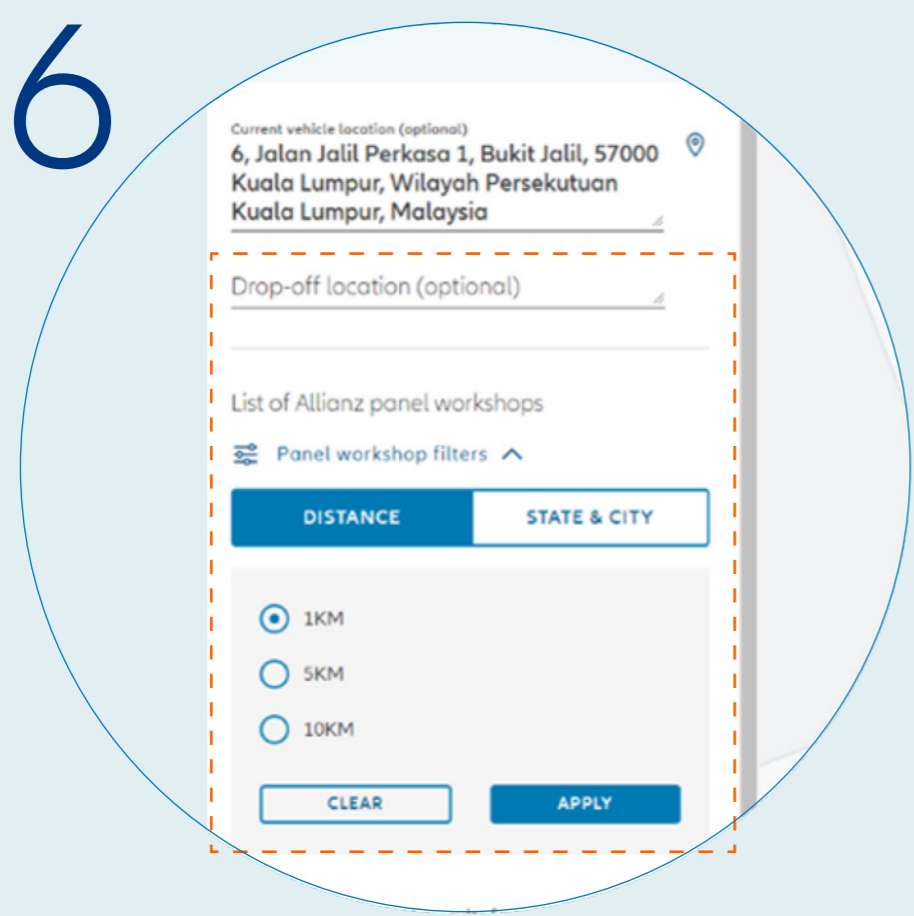 6
Current vehicle location (optional)
6, Jalan Jalil Perkasa 1, Bukit Jalil, 57000
Kuala Lumpur, Wilayah Persekutuan
Kuala Lumpur, Malaysia
Drop-off location (optional)
List of Allianz panel workshops
Panel workshop filters
DISTANCE
STATE & CITY
1KM
5KM
10KM
CLEAR
APPLY